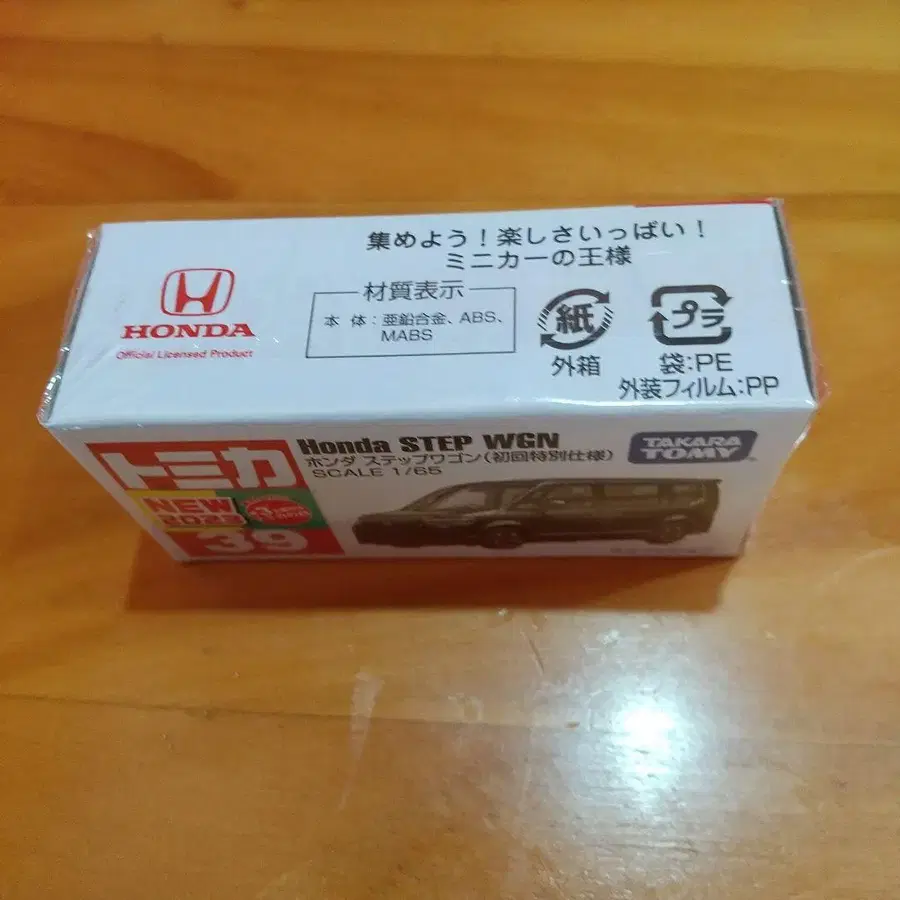 集めよう！楽しさいっぱい！
ミニカーの王様
HONDA
Official Licensed Product
材質表示
本 体：亜鉛合金、ABS、
MABS
紙
外箱
プラ
袋:PE
外装フィルム:PP
トミカ
NEW
39
Honda STEP WGN
ホンダ ステップワゴン(初回特別仕様)
SCALE 1/65
TAKARA
TOMY